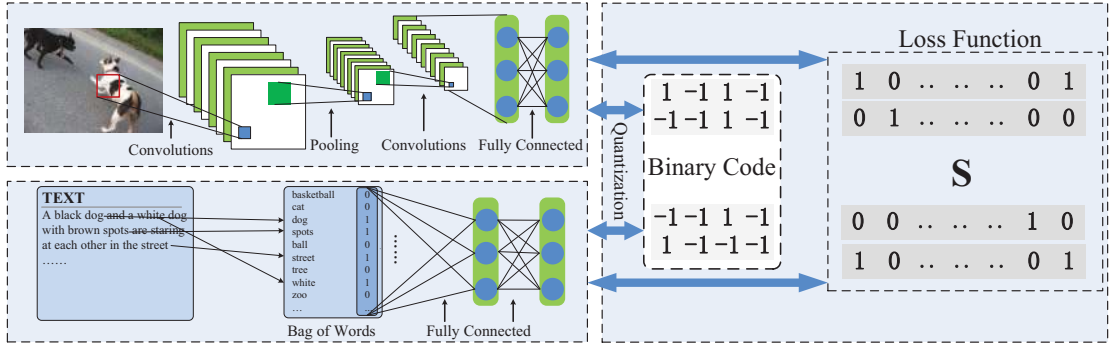 Convolutions
Pooling
Convolutions
Fully Connected
TEXT
A black dog and a white dog
with brown spots are staring
at each other in the street
……
basketball 0
cat 0
dog 1
spots 1
ball 0
street 1
tree 0
white 1
zoo 0
... ...
Bag of Words
Fully Connected
Quantization
1 -1 1 -1
-1 -1 1 -1
Binary Code
-1 -1 1 -1
1 -1 -1 -1
Loss Function
1 0 .. .. .. 0 1
0 1 .. .. .. 0 0
S
0 0 .. .. .. 1 0
1 0 .. .. .. 0 1